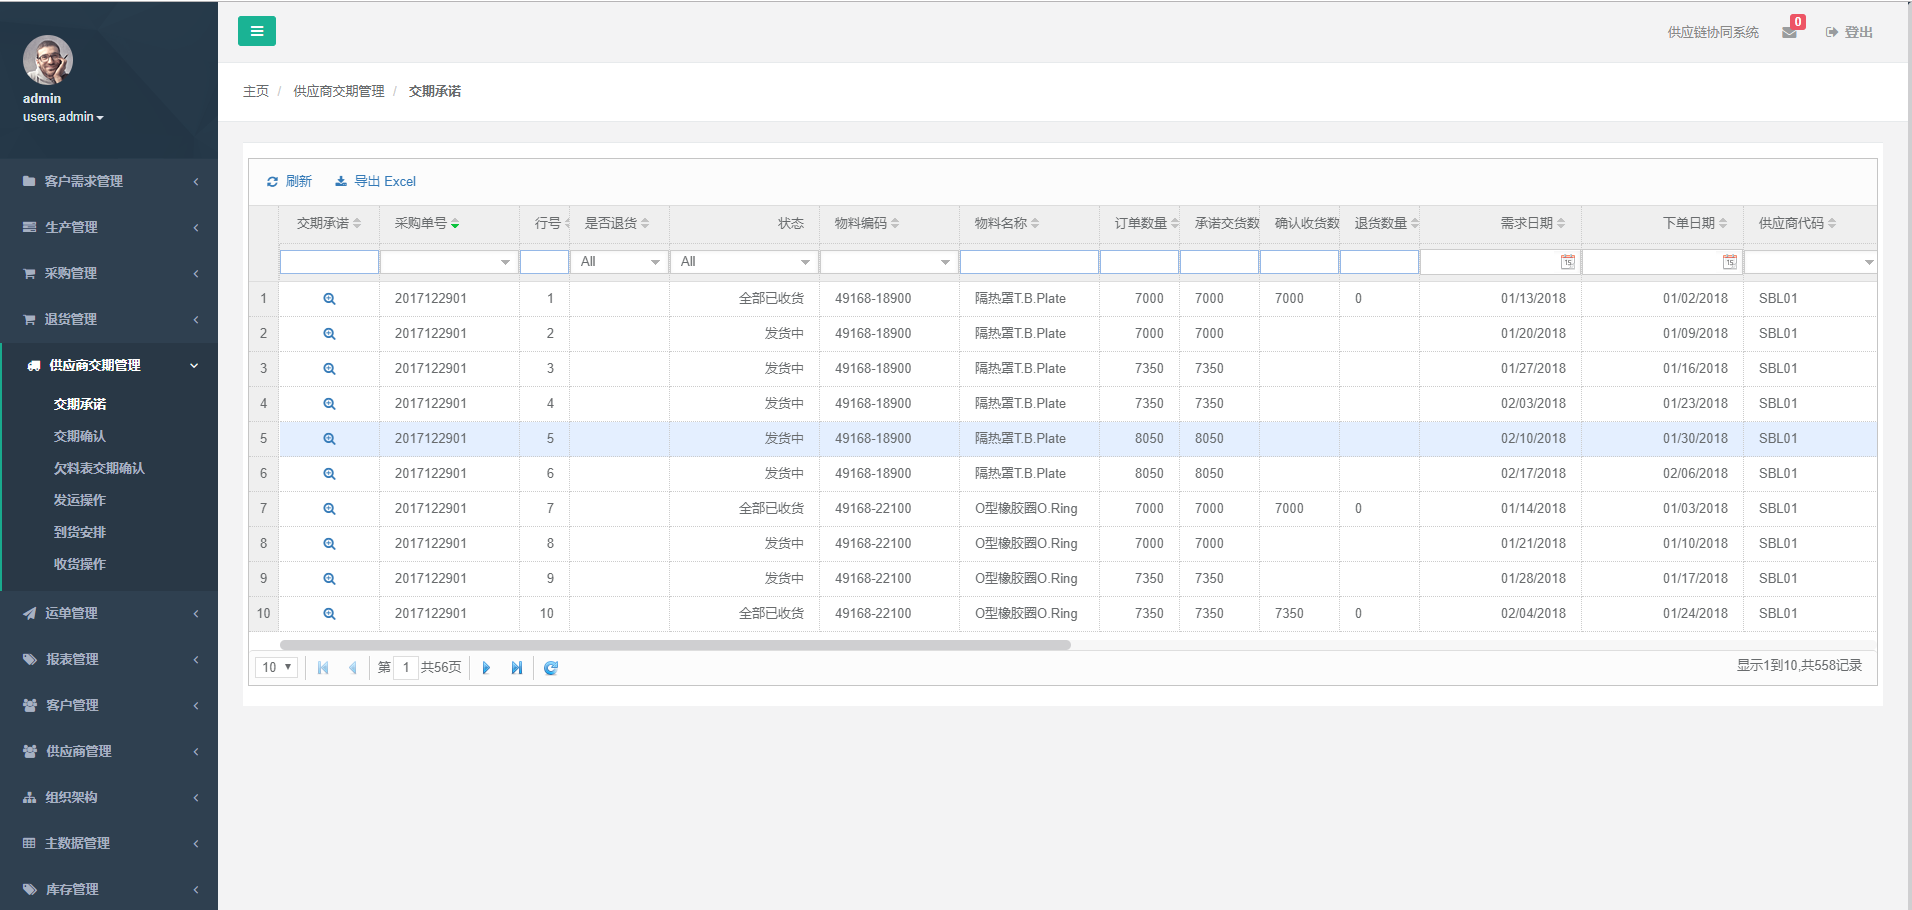 供应链协同系统 0 登出
admin
users,admin
客户需求管理
生产管理
采购管理
退货管理
供应商交期管理
交期承诺
交期确认
欠料表交期确认
发运操作
到货安排
收货操作
运单管理
报表管理
客户管理
供应商管理
组织架构
主数据管理
库存管理
主页 / 供应商交期管理 / 交期承诺
刷新 导出 Excel
交期承诺 采购单号 行号 是否退货 状态 物料编码 物料名称 订单数量 承诺交货数 确认收货数 退货数量 需求日期 下单日期 供应商代码
All All 15 15
1 2017122901 1 全部已收货 49168-18900 隔热罩T.B.Plate 7000 7000 7000 0 01/13/2018 01/02/2018 SBL01
2 2017122901 2 发货中 49168-18900 隔热罩T.B.Plate 7000 7000 01/20/2018 01/09/2018 SBL01
3 2017122901 3 发货中 49168-18900 隔热罩T.B.Plate 7350 7350 01/27/2018 01/16/2018 SBL01
4 2017122901 4 发货中 49168-18900 隔热罩T.B.Plate 7350 7350 02/03/2018 01/23/2018 SBL01
5 2017122901 5 发货中 49168-18900 隔热罩T.B.Plate 8050 8050 02/10/2018 01/30/2018 SBL01
6 2017122901 6 发货中 49168-18900 隔热罩T.B.Plate 8050 8050 02/17/2018 02/06/2018 SBL01
7 2017122901 7 全部已收货 49168-22100 O型橡胶圈O.Ring 7000 7000 7000 0 01/14/2018 01/03/2018 SBL01
8 2017122901 8 发货中 49168-22100 O型橡胶圈O.Ring 7000 7000 01/21/2018 01/10/2018 SBL01
9 2017122901 9 发货中 49168-22100 O型橡胶圈O.Ring 7350 7350 01/28/2018 01/17/2018 SBL01
10 2017122901 10 全部已收货 49168-22100 O型橡胶圈O.Ring 7350 7350 7350 0 02/04/2018 01/24/2018 SBL01
10 第 1 共56页 显示1到10,共558记录